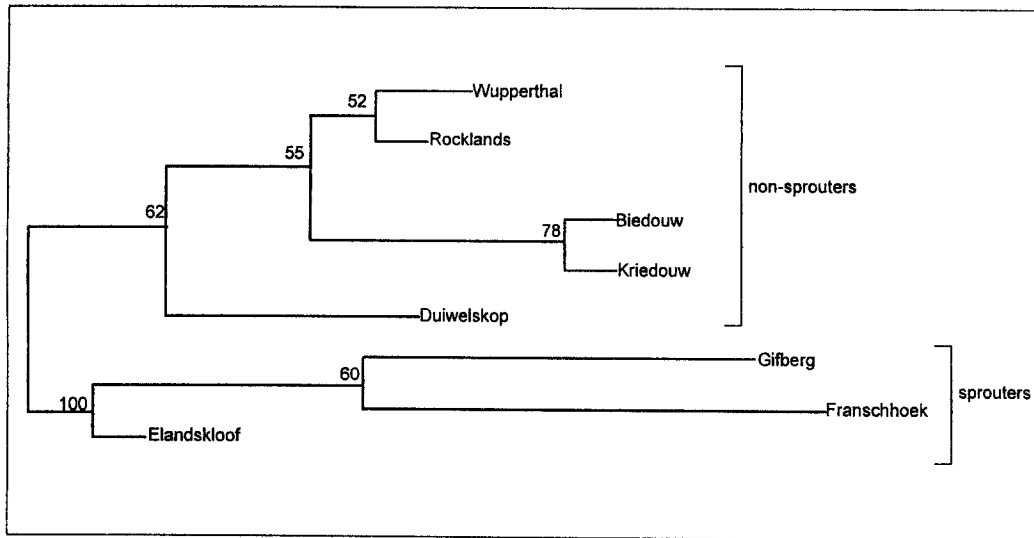 Wupperthal
52
Rocklands
55
non-sprouters
62
Biedouw
78
Kriedouw
Duiwelskop
Gifberg
60
sprouters
100
Franschhoek
Elandskloof